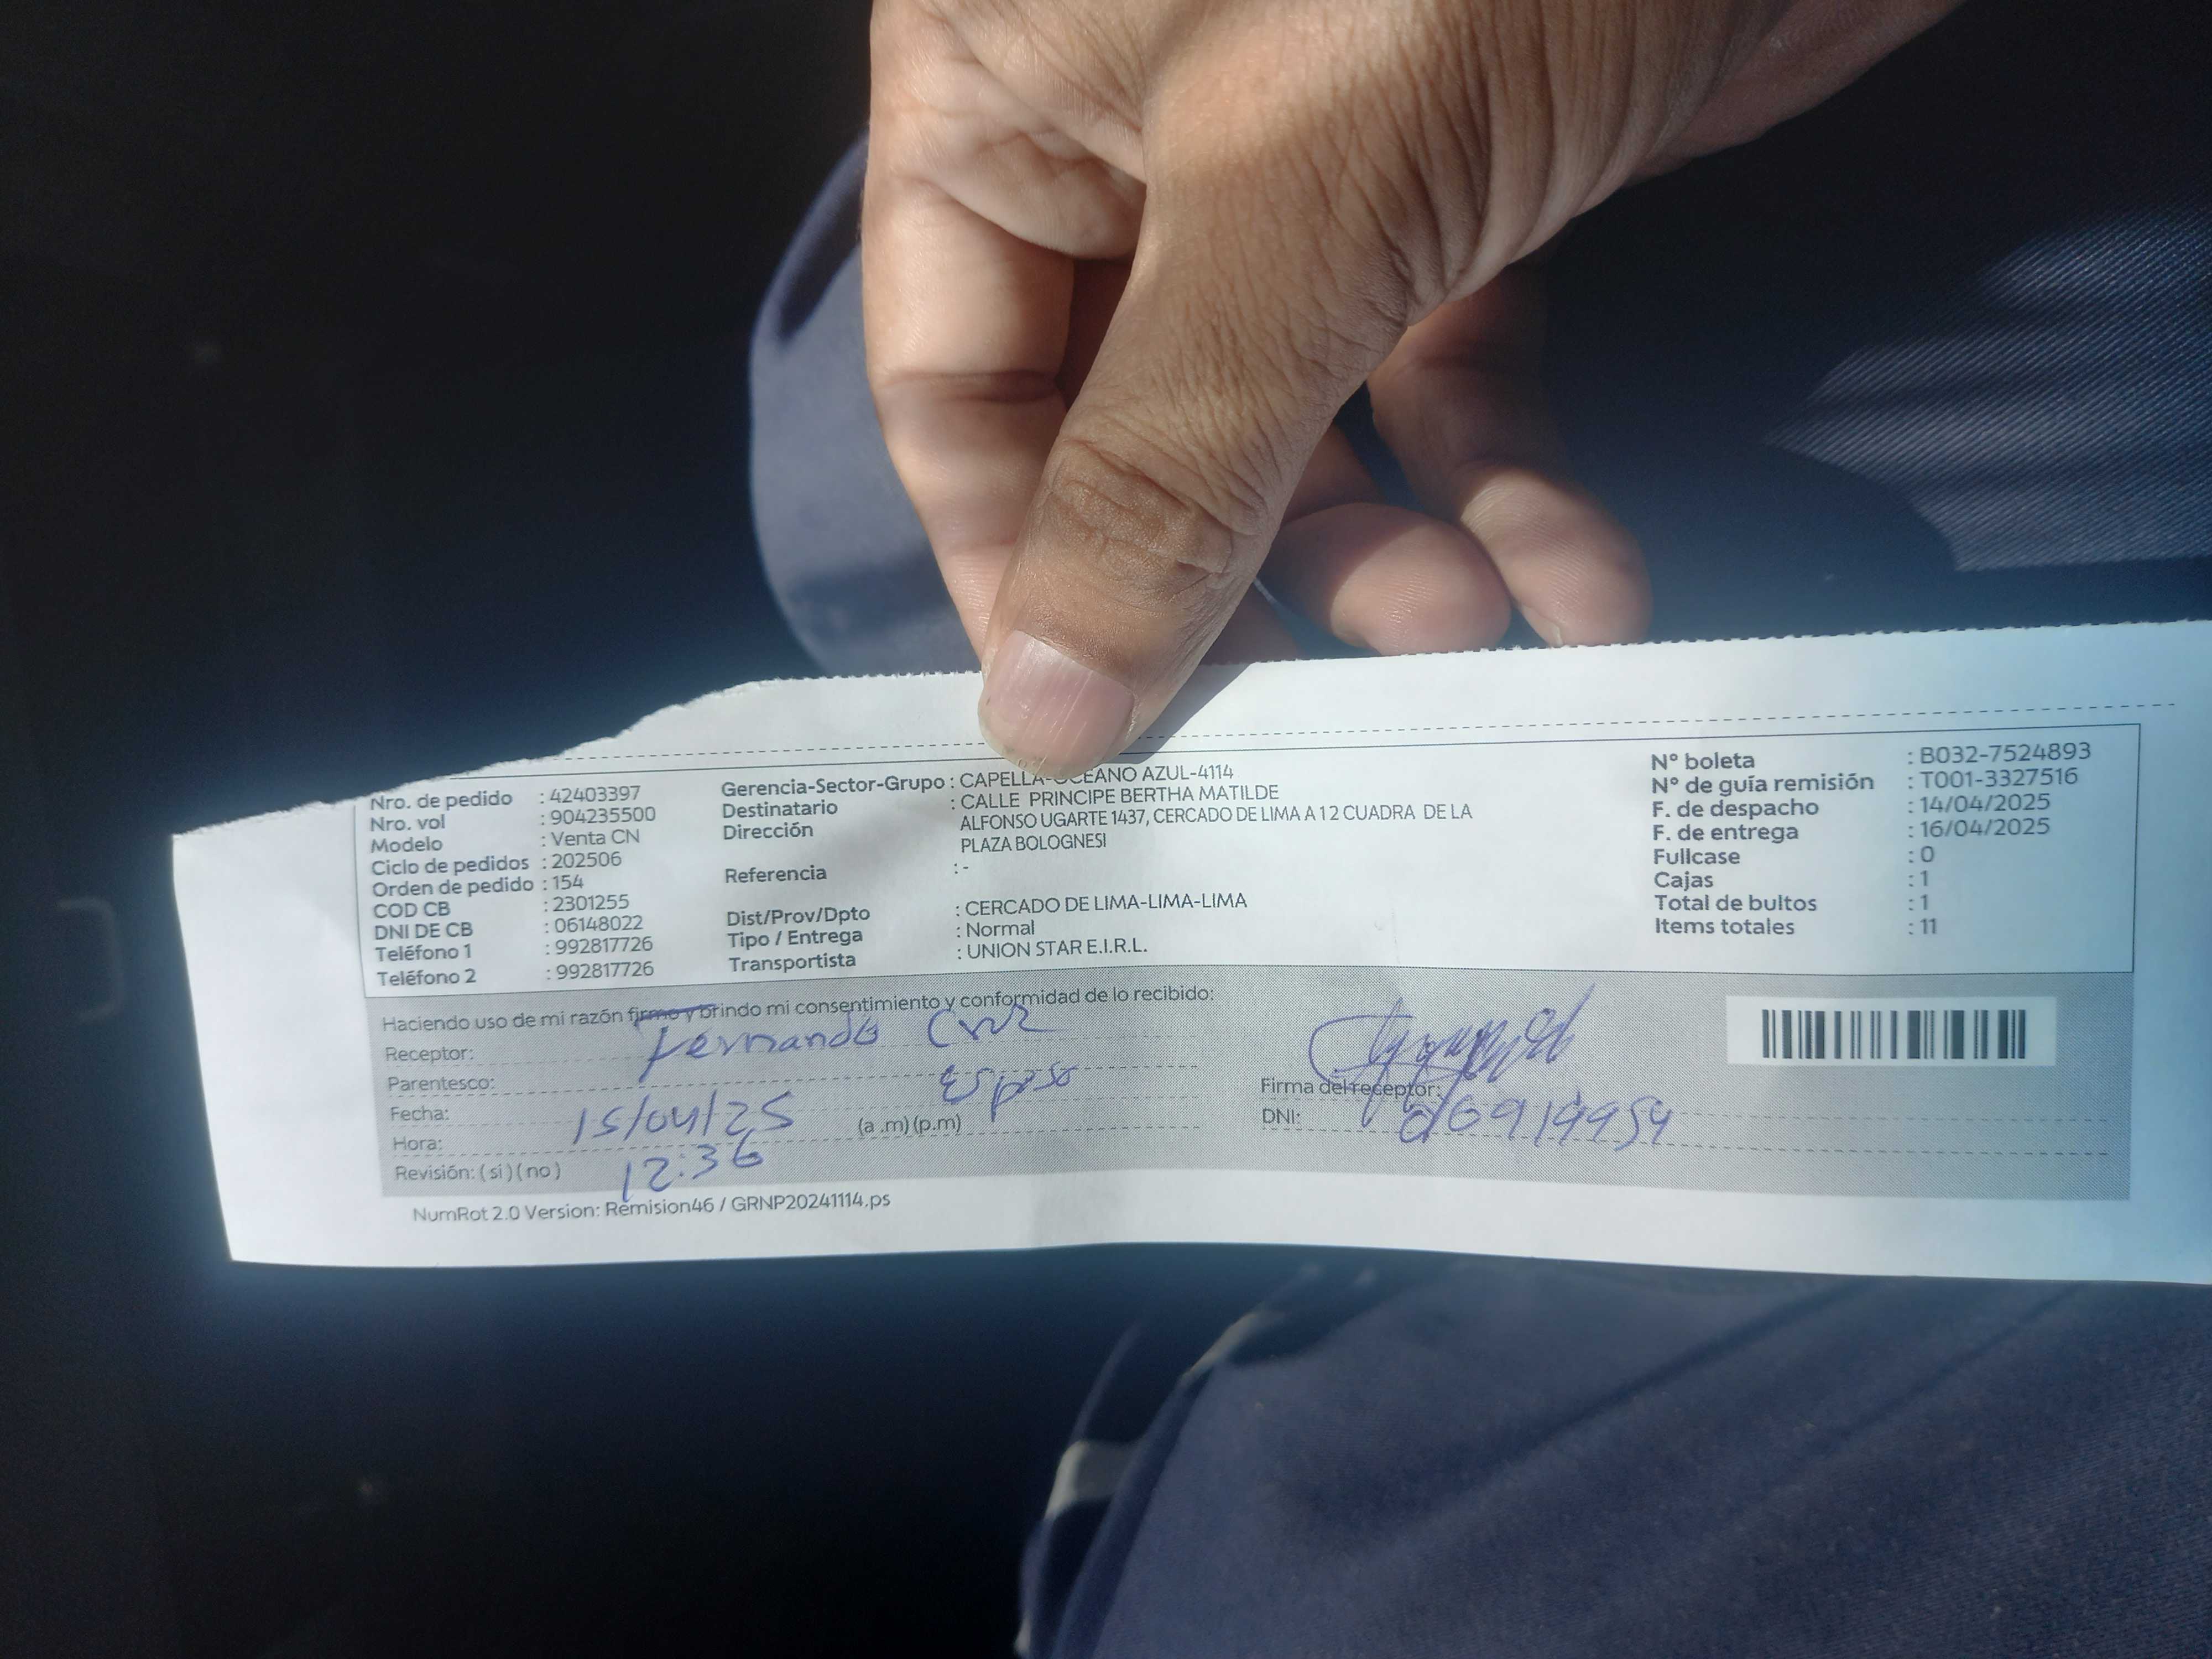 Nro. de pedido : 42403397
Nro. vol : 904235500
Modelo : Venta CN
Ciclo de pedidos : 202506
Orden de pedido : 154
COD CB : 2301255
DNI DE CB : 06148022
Teléfono 1 : 992817726
Teléfono 2 : 992817726
Gerencia-Sector-Grupo : CAPELLA-OCEANO AZUL-4114
Destinatario : CALLE PRINCIPE BERTHA MATILDE
Dirección ALFONSO UGARTE 1437, CERCADO DE LIMA A 12 CUADRA DE LA
PLAZA BOLOGNESI
Referencia : -
Dist/Prov/Dpto : CERCADO DE LIMA-LIMA-LIMA
Tipo / Entrega : Normal
Transportista : UNION STAR E.I.R.L.
N° boleta : B032-7524893
N° de guía remisión : T001-3327516
F. de despacho : 14/04/2025
F. de entrega : 16/04/2025
Fullcase : 0
Cajas : 1
Total de bultos : 1
Items totales : 11
Haciendo uso de mi razón firmo y brindo mi consentimiento y conformidad de lo recibido:
Receptor: Fernando Cruz
Parentesco: Esposo
Fecha: 15/04/25
Hora: 12:36 (a .m) (p.m)
Revisión: ( si ) ( no )
Firma del receptor:
DNI:
NumRot 2.0 Version: Remision46 / GRNP20241114.ps